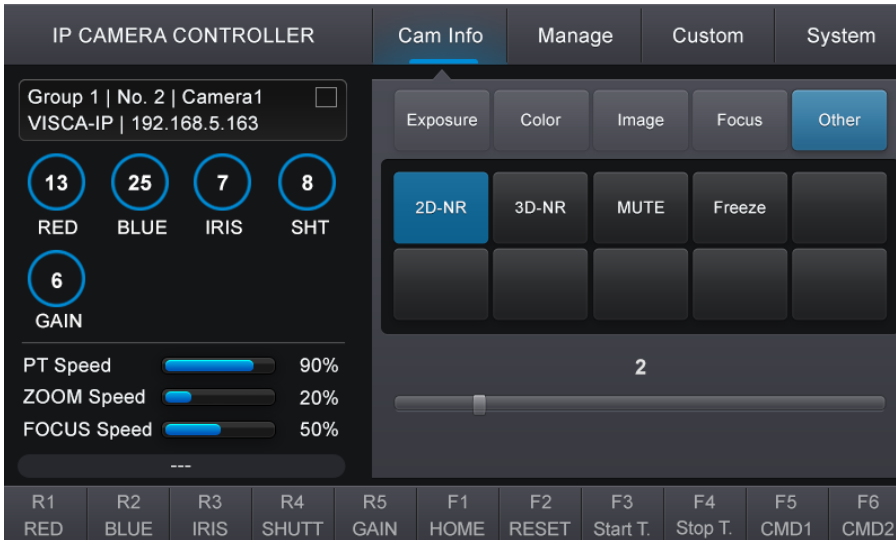 IP CAMERA CONTROLLER
Cam Info
Manage
Custom
System
Group 1 | No. 2 | Camera1
VISCA-IP | 192.168.5.163
13
25
7
8
RED
BLUE
IRIS
SHT
6
GAIN
PT Speed 90%
ZOOM Speed 20%
FOCUS Speed 50%
---
Exposure
Color
Image
Focus
Other
2D-NR
3D-NR
MUTE
Freeze
2
R1 R2 R3 R4 R5 F1 F2 F3 F4 F5 F6
RED BLUE IRIS SHUTT GAIN HOME RESET Start T. Stop T. CMD1 CMD2